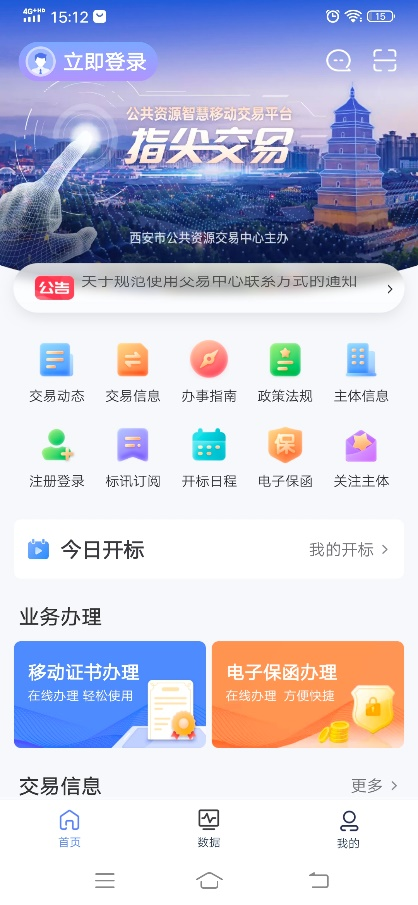 4G+HD 15:12 15
立即登录
公共资源智慧移动交易平台
指尖交易
西安市公共资源交易中心主办
公告 关于规范使用交易中心联系方式的通知
交易动态 交易信息 办事指南 政策法规 主体信息
保
注册登录 标讯订阅 开标日程 电子保函 关注主体
今日开标 我的开标
业务办理
移动证书办理 电子保函办理
在线办理 轻松使用 在线办理 方便快捷
交易信息 更多
首页 数据 我的